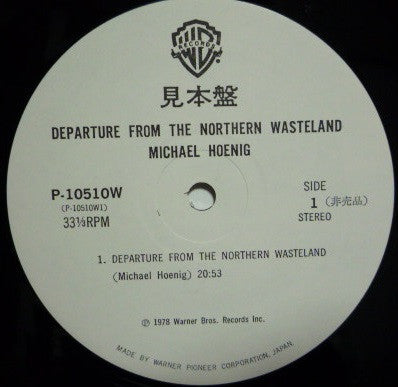 WB
RECORDS
見本盤
DEPARTURE FROM THE NORTHERN WASTELAND
MICHAEL HOENIG
P-10510W
(P-10510W1)
33⅓RPM
SIDE
1 (非売品)
STEREO
1. DEPARTURE FROM THE NORTHERN WASTELAND
(Michael Hoenig) 20:53
℗ 1978 Warner Bros. Records Inc.
MADE BY WARNER PIONEER CORPORATION, JAPAN.